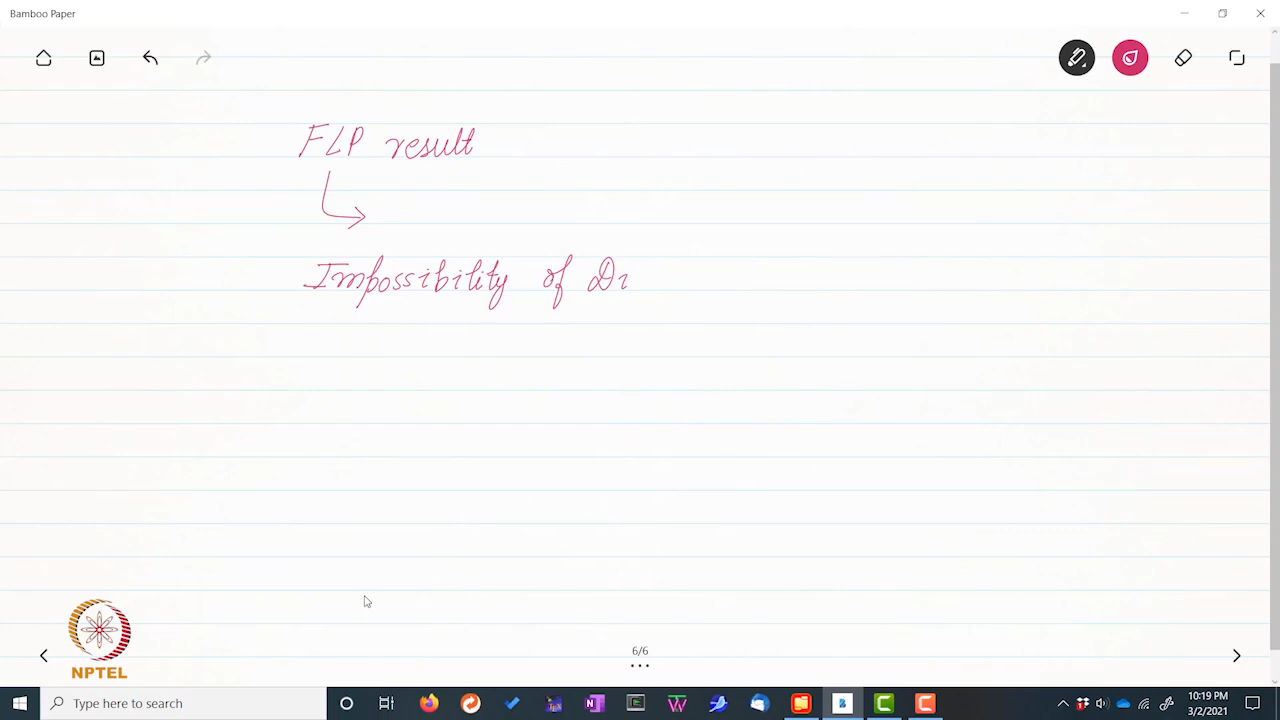 Bamboo Paper
FLP result
Impossibility of Di
6/6
NPTEL
Type here to search
10:19 PM
3/2/2021